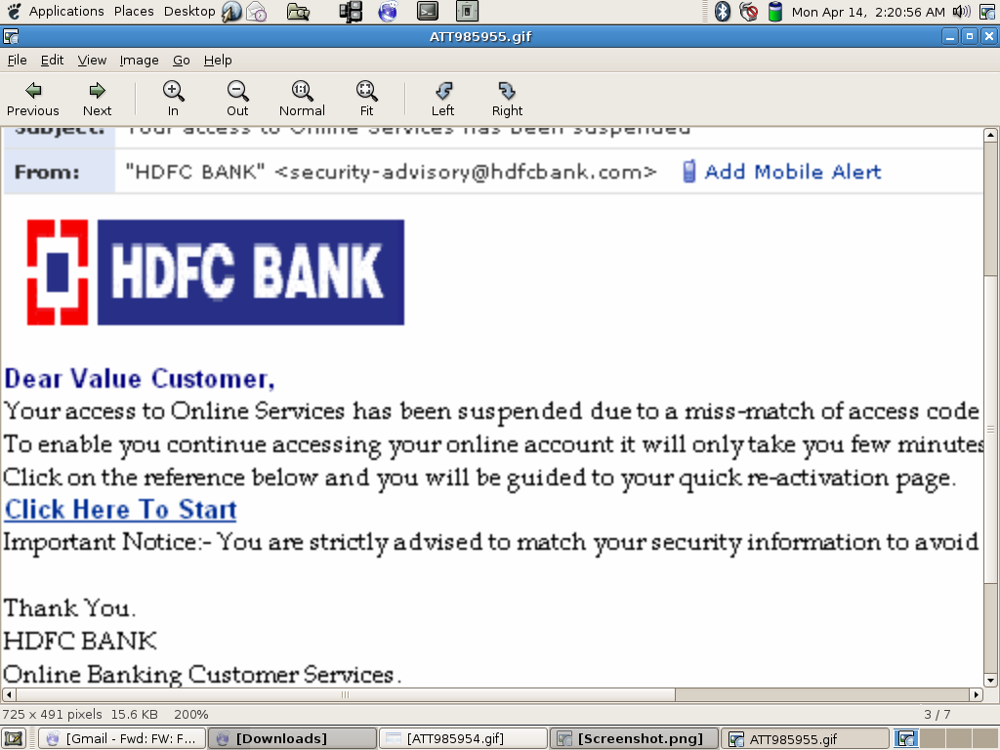 Applications Places Desktop
Mon Apr 14, 2:20:56 AM
ATT985955.gif
File Edit View Image Go Help
Previous Next In Out Normal Fit Left Right
Subject: Your access to Online Services has been suspended
From: "HDFC BANK" <security-advisory@hdfcbank.com> Add Mobile Alert
HDFC BANK
Dear Value Customer,
Your access to Online Services has been suspended due to a miss-match of access code
To enable you continue accessing your online account it will only take you few minutes
Click on the reference below and you will be guided to your quick re-activation page.
Click Here To Start
Important Notice:- You are strictly advised to match your security information to avoid
Thank You.
HDFC BANK
Online Banking Customer Services.
725 x 491 pixels 15.6 KB 200% 3 / 7
[Gmail - Fwd: FW: F... [Downloads] [ATT985954.gif] [Screenshot.png] ATT985955.gif